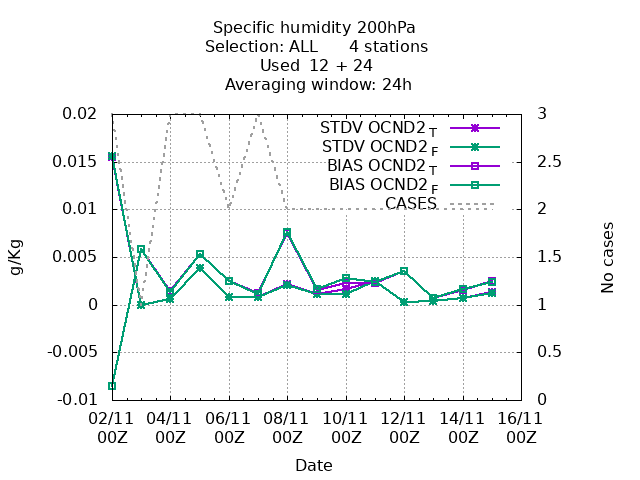 Specific humidity 200hPa
Selection: ALL 4 stations
Used 12 + 24
Averaging window: 24h
0.02
0.015
0.01
0.005
0
-0.005
-0.01
g/Kg
STDV OCND2 T
STDV OCND2 F
BIAS OCND2 T
BIAS OCND2 F
CASES
3
2.5
2
1.5
1
0.5
0
No cases
02/11 04/11 06/11 08/11 10/11 12/11 14/11 16/11
00Z 00Z 00Z 00Z 00Z 00Z 00Z 00Z
Date